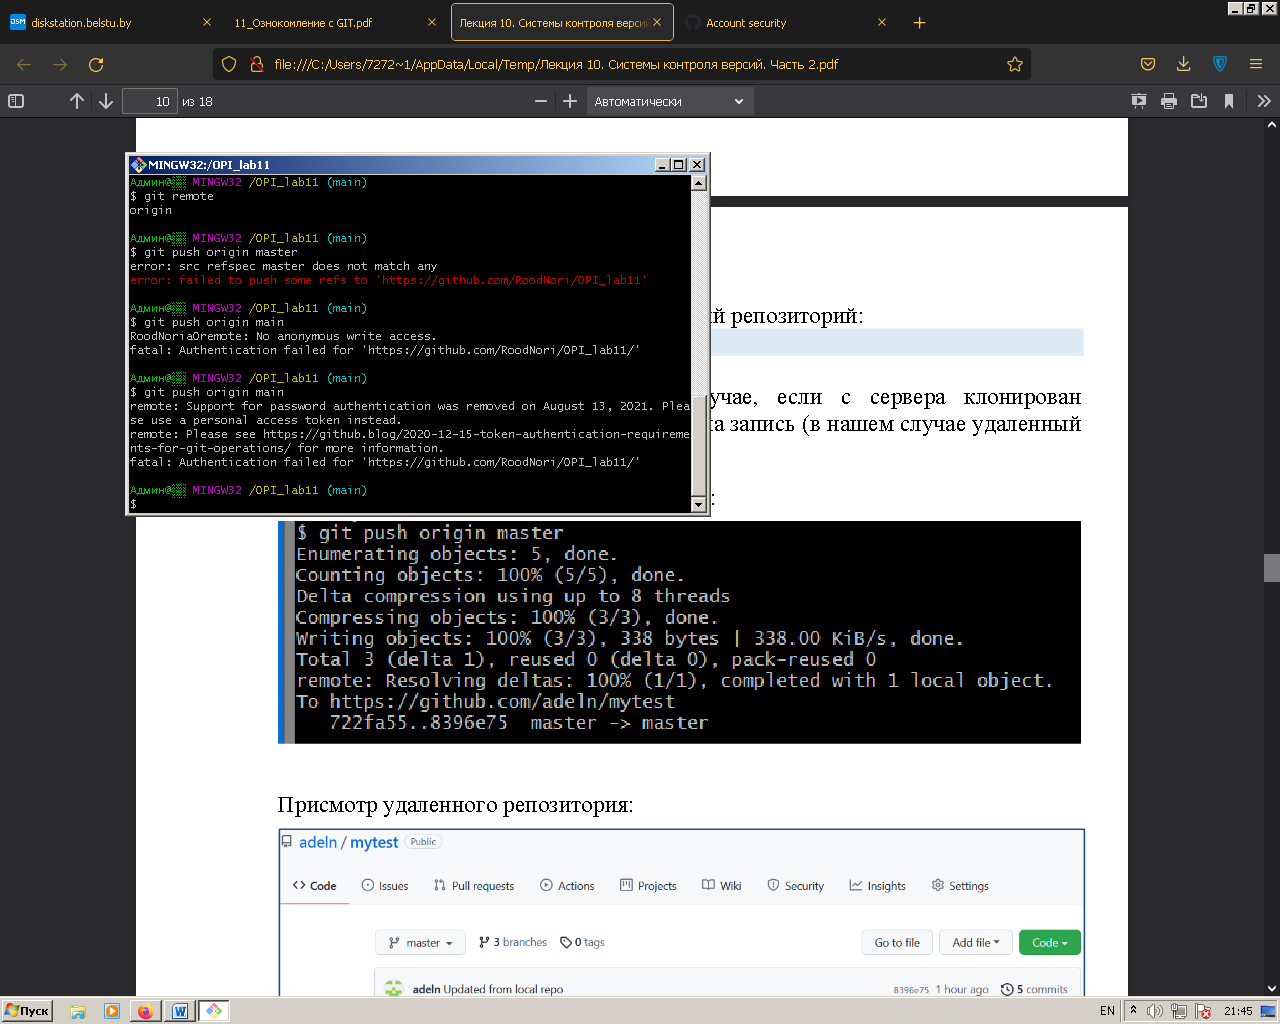 diskstation.belstu.by
11_Ознокомление с GIT.pdf
Лекция 10. Системы контроля версий
Account security
file:///C:/Users/7272~1/AppData/Local/Temp/Лекция 10. Системы контроля версий. Часть 2.pdf
10 из 18
Автоматически
MINGW32:/OPI_lab11
Админ@ MINGW32 /OPI_lab11 (main)
$ git remote
origin
Админ@ MINGW32 /OPI_lab11 (main)
$ git push origin master
error: src refspec master does not match any
error: failed to push some refs to 'https://github.com/RoodNori/OPI_lab11'
Админ@ MINGW32 /OPI_lab11 (main)
$ git push origin main
RoodNoriaOremote: No anonymous write access.
fatal: Authentication failed for 'https://github.com/RoodNori/OPI_lab11/'
Админ@ MINGW32 /OPI_lab11 (main)
$ git push origin main
remote: Support for password authentication was removed on August 13, 2021. Plea
se use a personal access token instead.
remote: Please see https://github.blog/2020-12-15-token-authentication-requireme
nts-for-git-operations/ for more information.
fatal: Authentication failed for 'https://github.com/RoodNori/OPI_lab11/'
Админ@ MINGW32 /OPI_lab11 (main)
$
й репозиторий:
учае, если с сервера клонирован
на запись (в нашем случае удаленный
:
$ git push origin master
Enumerating objects: 5, done.
Counting objects: 100% (5/5), done.
Delta compression using up to 8 threads
Compressing objects: 100% (3/3), done.
Writing objects: 100% (3/3), 338 bytes | 338.00 KiB/s, done.
Total 3 (delta 1), reused 0 (delta 0), pack-reused 0
remote: Resolving deltas: 100% (1/1), completed with 1 local object.
To https://github.com/adeln/mytest
722fa55..8396e75 master -> master
Присмотр удаленного репозитория:
adeln / mytest Public
Code Issues Pull requests Actions Projects Wiki Security Insights Settings
master 3 branches 0 tags Go to file Add file Code
adeln Updated from local repo 8396e75 1 hour ago 5 commits
Пуск EN 21:45